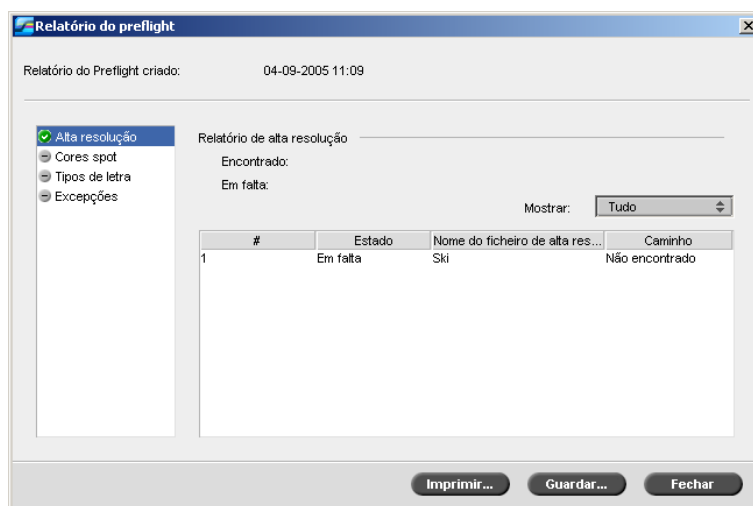 Relatório do preflight
Relatório do Preflight criado: 04-09-2005 11:09
Alta resolução
Cores spot
Tipos de letra
Excepções
Relatório de alta resolução
Encontrado:
Em falta:
Mostrar: Tudo
# Estado Nome do ficheiro de alta res... Caminho
1 Em falta Ski Não encontrado
Imprimir... Guardar... Fechar